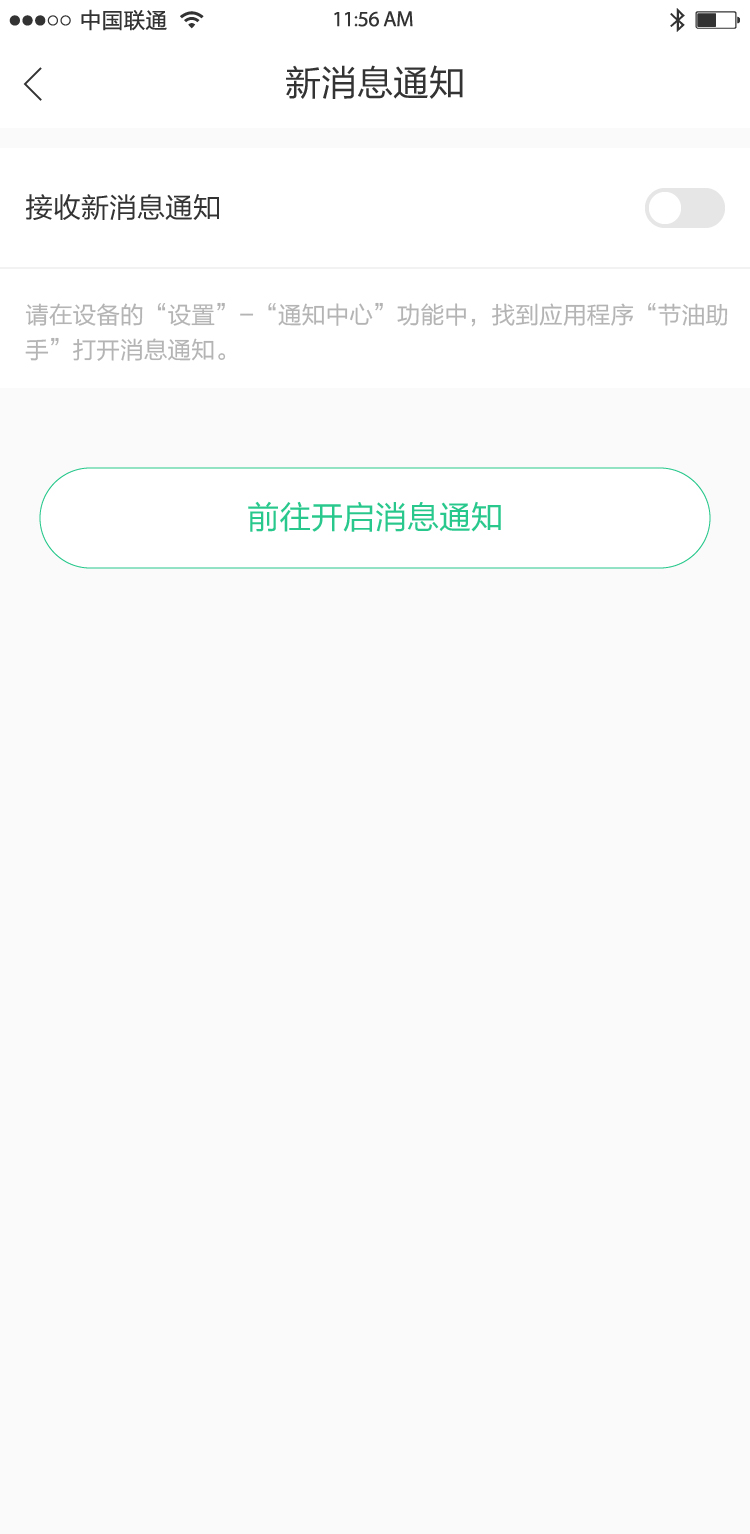 中国联通
11:56 AM
新消息通知
接收新消息通知
请在设备的“设置”–“通知中心”功能中，找到应用程序“节油助
手”打开消息通知。
前往开启消息通知